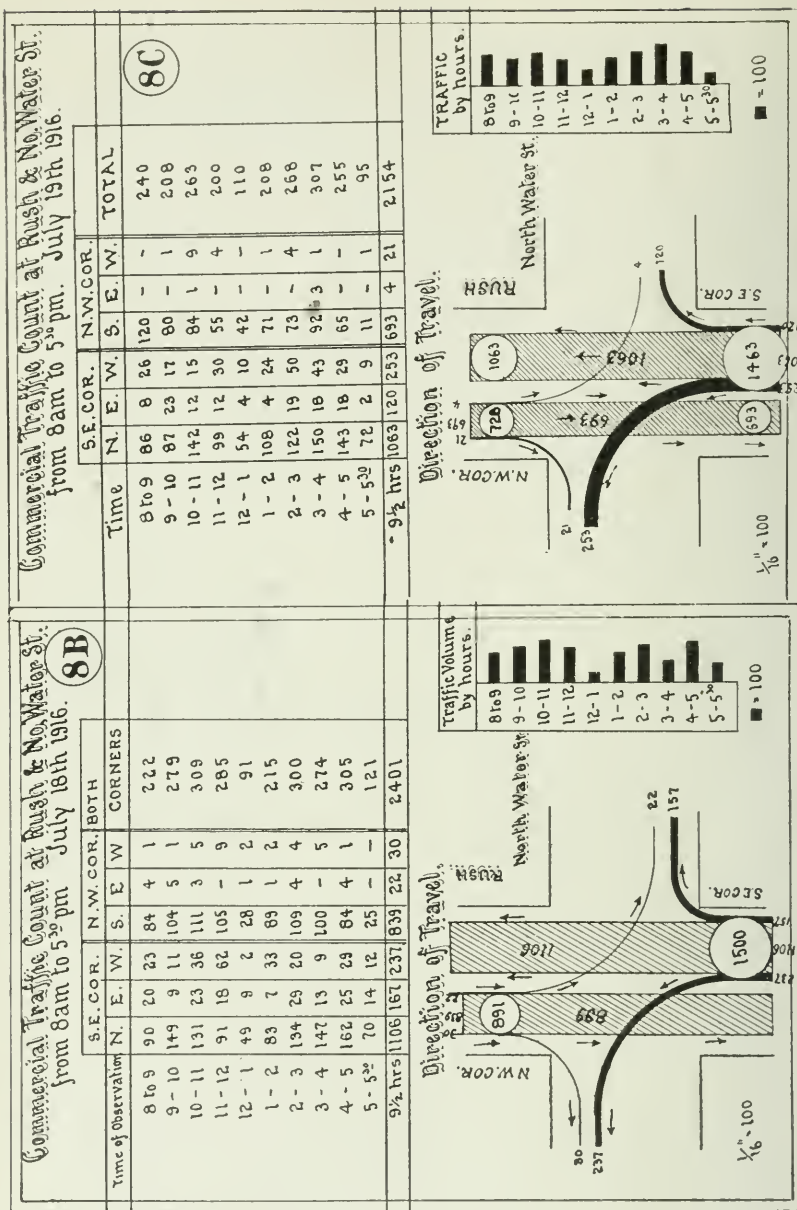 Commercial Traffic Count at Rush & No. Water St.
from 8am to 5³⁰ pm July 18th 1916.
8B
S.E. COR. N.W. COR. BOTH
Time of Observation N. E. W. S. E W CORNERS
8 to 9 90 20 23 84 4 1 222
9 - 10 149 9 11 104 5 1 279
10 - 11 131 23 36 111 3 5 309
11 - 12 91 18 62 105 - 9 285
12 - 1 49 9 2 28 1 2 91
1 - 2 83 7 33 89 1 2 215
2 - 3 134 29 20 109 4 4 300
3 - 4 147 13 9 100 - 5 274
4 - 5 162 25 29 84 4 1 305
5 - 5³⁰ 70 14 12 25 - - 121
9½ hrs 1106 167 237 839 22 30 2401
Direction of Travel.
N.W. COR.
RUSH
North Water St.
22
891
1106
899
22
157
80
237
1500
S.E COR.
237
1106
157
1/16" = 100
Traffic Volume
by hours.
8 to 9
9 - 10
10 - 11
11 - 12
12 - 1
1 - 2
2 - 3
3 - 4
4 - 5
5 - 5³⁰
= 100
Commercial Traffic Count at Rush & No. Water St.
from 8am to 5³⁰ pm. July 19th 1916.
8C
S.E. COR. N.W. COR.
Time N. E. W. S. E. W. TOTAL
8 to 9 86 8 26 120 - - 240
9 - 10 87 23 17 80 - 1 208
10 - 11 142 12 15 84 1 9 263
11 - 12 99 12 30 55 - 4 200
12 - 1 54 4 10 42 - - 110
1 - 2 108 4 24 71 - 1 208
2 - 3 122 19 50 73 - 4 268
3 - 4 150 18 43 92 3 1 307
4 - 5 143 18 29 65 - - 255
5 - 5³⁰ 72 2 9 11 - 1 95
- 9½ hrs 1063 120 253 693 4 21 2154
Direction of Travel.
N.W. COR.
RUSH
North Water St.
21 693 4
728
1063
1063
693
4
120
21
253
693
1463
S.E COR.
253
1063
120
1/16" = 100
TRAFFIC
by hours.
8 to 9
9 - 10
10 - 11
11 - 12
12 - 1
1 - 2
2 - 3
3 - 4
4 - 5
5 - 5³⁰
= 100